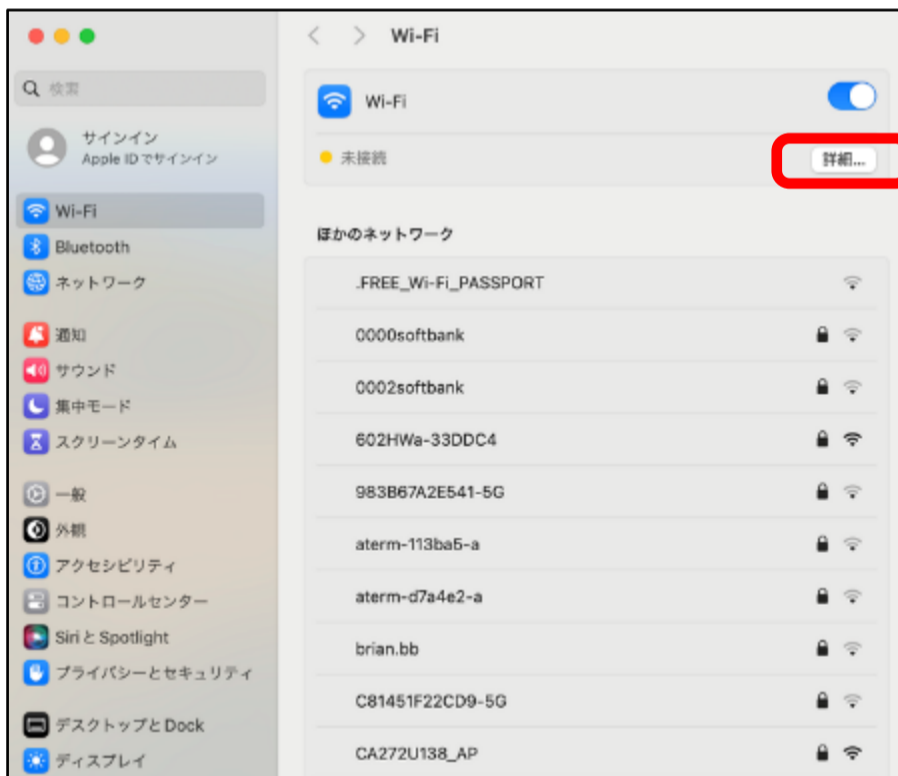 Wi-Fi
検索
サインイン
Apple IDでサインイン
Wi-Fi
Bluetooth
ネットワーク
通知
サウンド
集中モード
スクリーンタイム
一般
外観
アクセシビリティ
コントロールセンター
Siri と Spotlight
プライバシーとセキュリティ
デスクトップと Dock
ディスプレイ
Wi-Fi
未接続
詳細...
ほかのネットワーク
.FREE_Wi-Fi_PASSPORT
0000softbank
0002softbank
602HWa-33DDC4
983B67A2E541-5G
aterm-113ba5-a
aterm-d7a4e2-a
brian.bb
C81451F22CD9-5G
CA272U138_AP